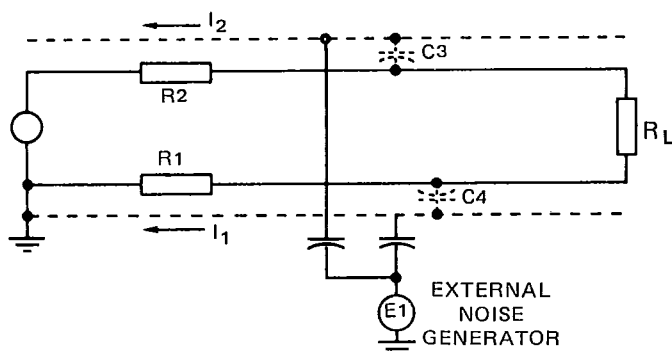 I2
C3
R2
RL
R1
C4
I1
E1
EXTERNAL
NOISE
GENERATOR